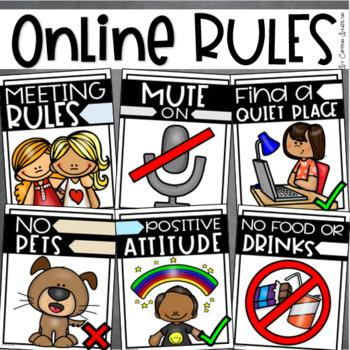 Online RULES
MEETING
RULES
MUTE
ON
Find a
QUIET PLACE
NO
PETS
POSITIVE
ATTITUDE
NO FOOD OR
DRINKS